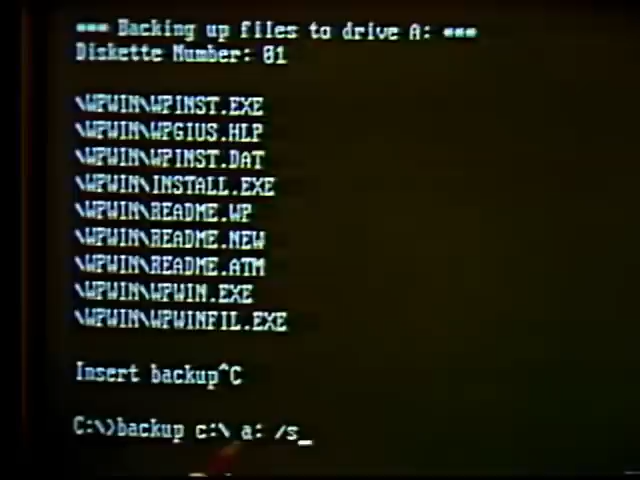 *** Backing up files to drive A: ***
Diskette Number: 01
\WPWIN\WPINST.EXE
\WPWIN\WPGIUS.HLP
\WPWIN\WPINST.DAT
\WPWIN\INSTALL.EXE
\WPWIN\README.WP
\WPWIN\README.NEW
\WPWIN\README.ATM
\WPWIN\WPWIN.EXE
\WPWIN\WPWINFIL.EXE
Insert backup^C
C:\>backup c:\ a: /s_